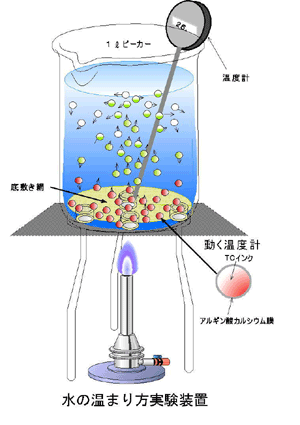 1ℓビーカー
温度計
底敷き網
動く温度計
TCインク
アルギン酸カルシウム膜
水の温まり方実験装置